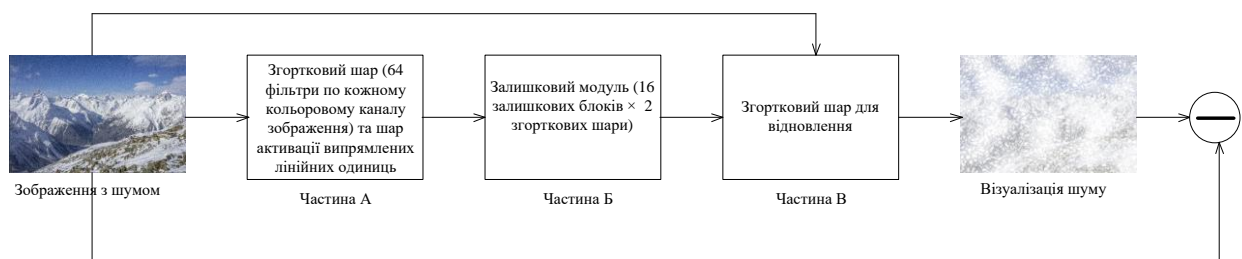 Зображення з шумом
Згортковий шар (64
фільтри по кожному
кольоровому каналу
зображення) та шар
активації випрямлених
лінійних одиниць
Частина А
Залишковий модуль (16
залишкових блоків × 2
згорткових шари)
Частина Б
Згортковий шар для
відновлення
Частина В
Візуалізація шуму